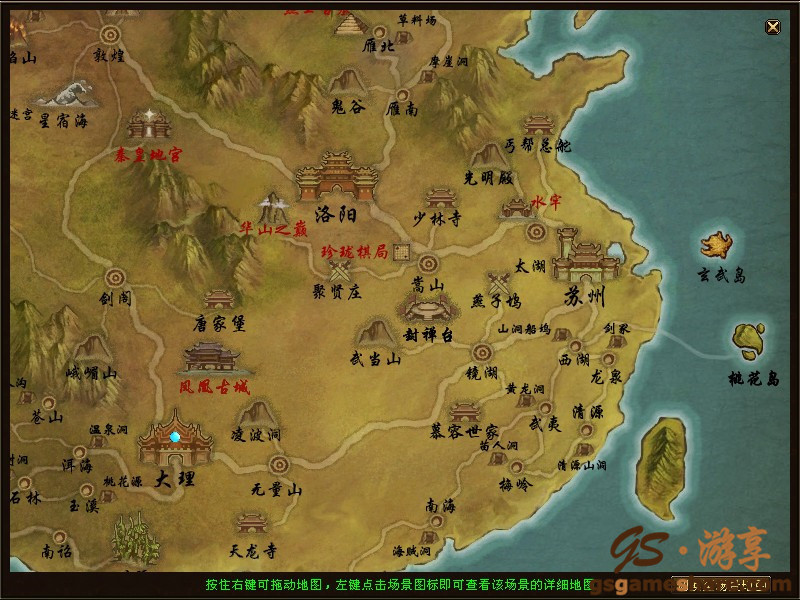 草料场
雁北
敦煌
摩崖洞
鬼谷
雁南
迷宫
星宿海
秦皇地宫
丐帮总舵
光明殿
水牢
洛阳
少林寺
华山之巅
珍珑棋局
太湖
玄武岛
嵩山
聚贤庄
剑阁
燕子坞
苏州
唐家堡
封禅台
山洞船坞
剑冢
武当山
西湖
镜湖
龙泉
峨嵋山
桃花岛
凤凰古城
黄龙洞
清源
苍山
武夷
温泉洞
凌波洞
慕容世家
苗人洞
洱海
清源山洞
桃花源
大理
无量山
梅岭
石林
玉溪
南海
南诏
天龙寺
海贼洞
GS·游享
按住右键可拖动地图，左键点击场景图标即可查看该场景的详细地图